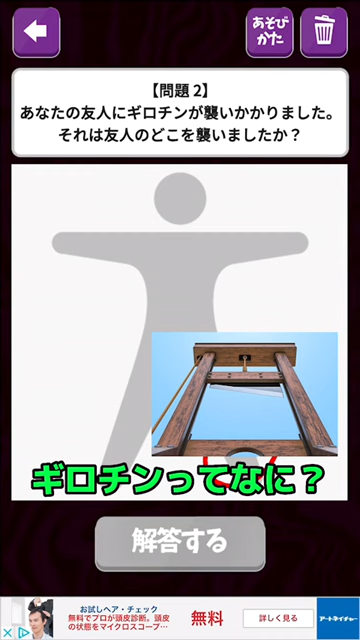 あそび
かた
【問題 2】
あなたの友人にギロチンが襲いかかりました。
それは友人のどこを襲いましたか？
ギロチンってなに？
解答する
お試しヘア・チェック
無料でプロが頭皮診断。頭皮
の状態をマイクロスコープ…
無料
詳しく見る
アートネイチャー